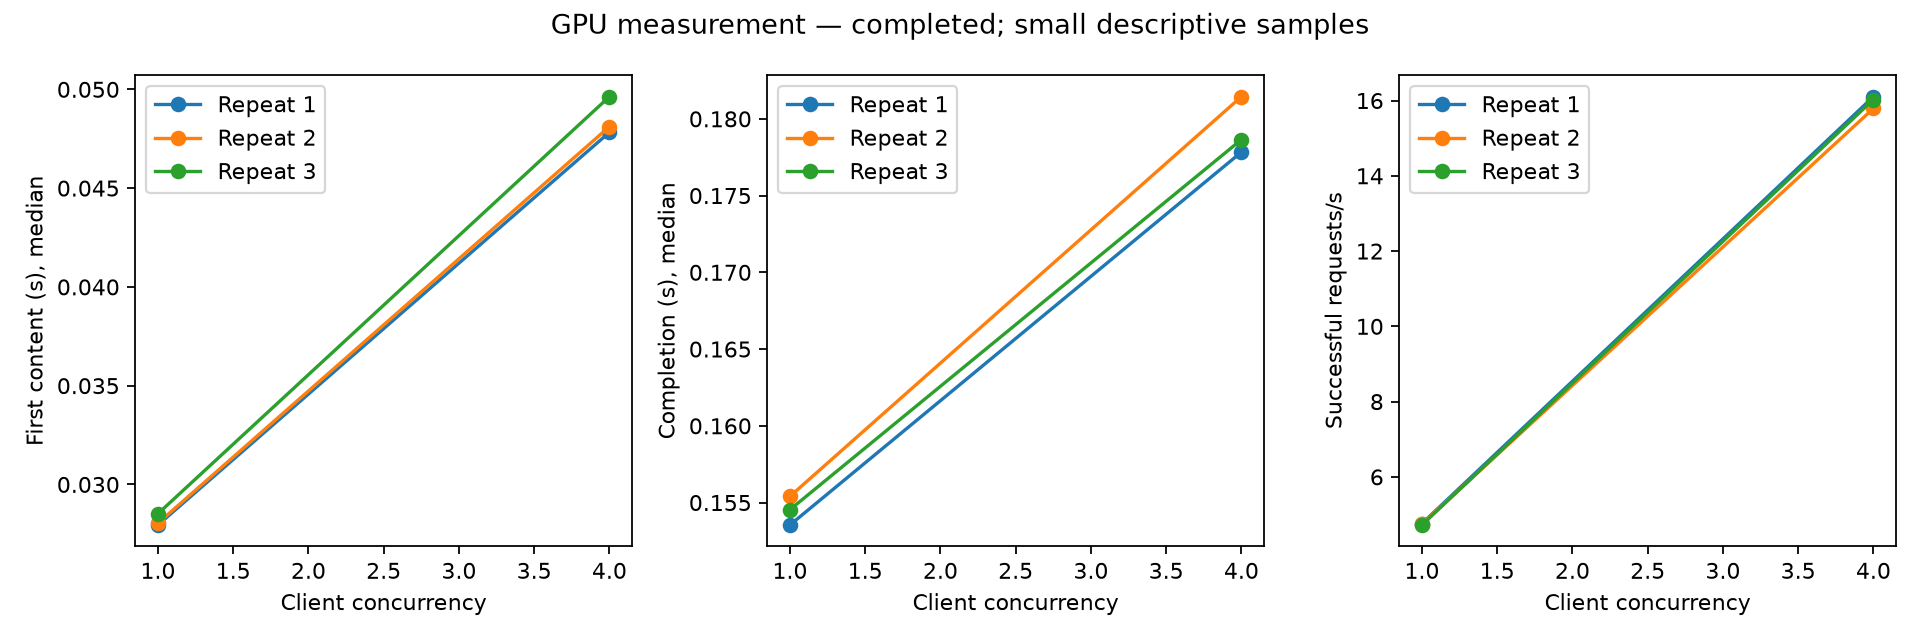 GPU measurement — completed; small descriptive samples
First content (s), median
0.050
0.045
0.040
0.035
0.030
Repeat 1
Repeat 2
Repeat 3
1.0 1.5 2.0 2.5 3.0 3.5 4.0
Client concurrency
Completion (s), median
0.180
0.175
0.170
0.165
0.160
0.155
Repeat 1
Repeat 2
Repeat 3
1.0 1.5 2.0 2.5 3.0 3.5 4.0
Client concurrency
Successful requests/s
16
14
12
10
8
6
Repeat 1
Repeat 2
Repeat 3
1.0 1.5 2.0 2.5 3.0 3.5 4.0
Client concurrency